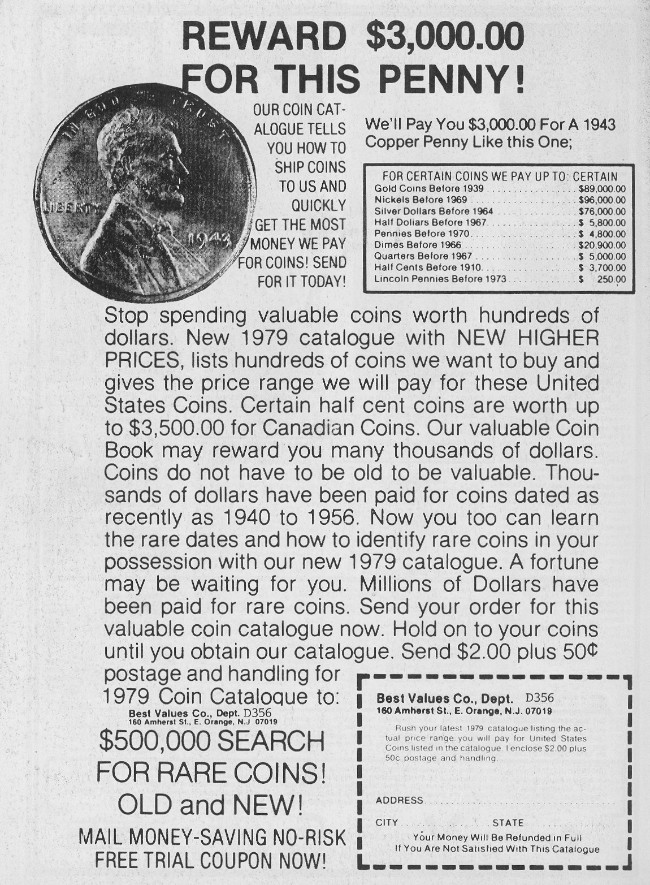 REWARD $3,000.00
FOR THIS PENNY!
IN GOD WE TRUST
LIBERTY
1943
OUR COIN CAT-
ALOGUE TELLS
YOU HOW TO
SHIP COINS
TO US AND
QUICKLY
GET THE MOST
MONEY WE PAY
FOR COINS! SEND
FOR IT TODAY!
We'll Pay You $3,000.00 For A 1943
Copper Penny Like this One;
FOR CERTAIN COINS WE PAY UP TO: CERTAIN
Gold Coins Before 1939 $89,000.00
Nickels Before 1969 $96,000.00
Silver Dollars Before 1964 $76,000.00
Half Dollars Before 1967 $ 5,800.00
Pennies Before 1970 $ 4,800.00
Dimes Before 1966 $20,900.00
Quarters Before 1967 $ 5,000.00
Half Cents Before 1910 $ 3,700.00
Lincoln Pennies Before 1973 $ 250.00
Stop spending valuable coins worth hundreds of
dollars. New 1979 catalogue with NEW HIGHER
PRICES, lists hundreds of coins we want to buy and
gives the price range we will pay for these United
States Coins. Certain half cent coins are worth up
to $3,500.00 for Canadian Coins. Our valuable Coin
Book may reward you many thousands of dollars.
Coins do not have to be old to be valuable. Thou-
sands of dollars have been paid for coins dated as
recently as 1940 to 1956. Now you too can learn
the rare dates and how to identify rare coins in your
possession with our new 1979 catalogue. A fortune
may be waiting for you. Millions of Dollars have
been paid for rare coins. Send your order for this
valuable coin catalogue now. Hold on to your coins
until you obtain our catalogue. Send $2.00 plus 50¢
postage and handling for
1979 Coin Catalogue to:
Best Values Co., Dept. D356
160 Amherst St., E. Orange, N.J. 07019
$500,000 SEARCH
FOR RARE COINS!
OLD and NEW!
MAIL MONEY-SAVING NO-RISK
FREE TRIAL COUPON NOW!
Best Values Co., Dept. D356
160 Amherst St., E. Orange, N.J. 07019
Rush your latest 1979 catalogue listing the ac-
tual price range you will pay for United States
Coins listed in the catalogue. I enclose $2.00 plus
50c postage and handling.
ADDRESS
CITY STATE
Your Money Will Be Refunded in Full
If You Are Not Satisfied With This Catalogue